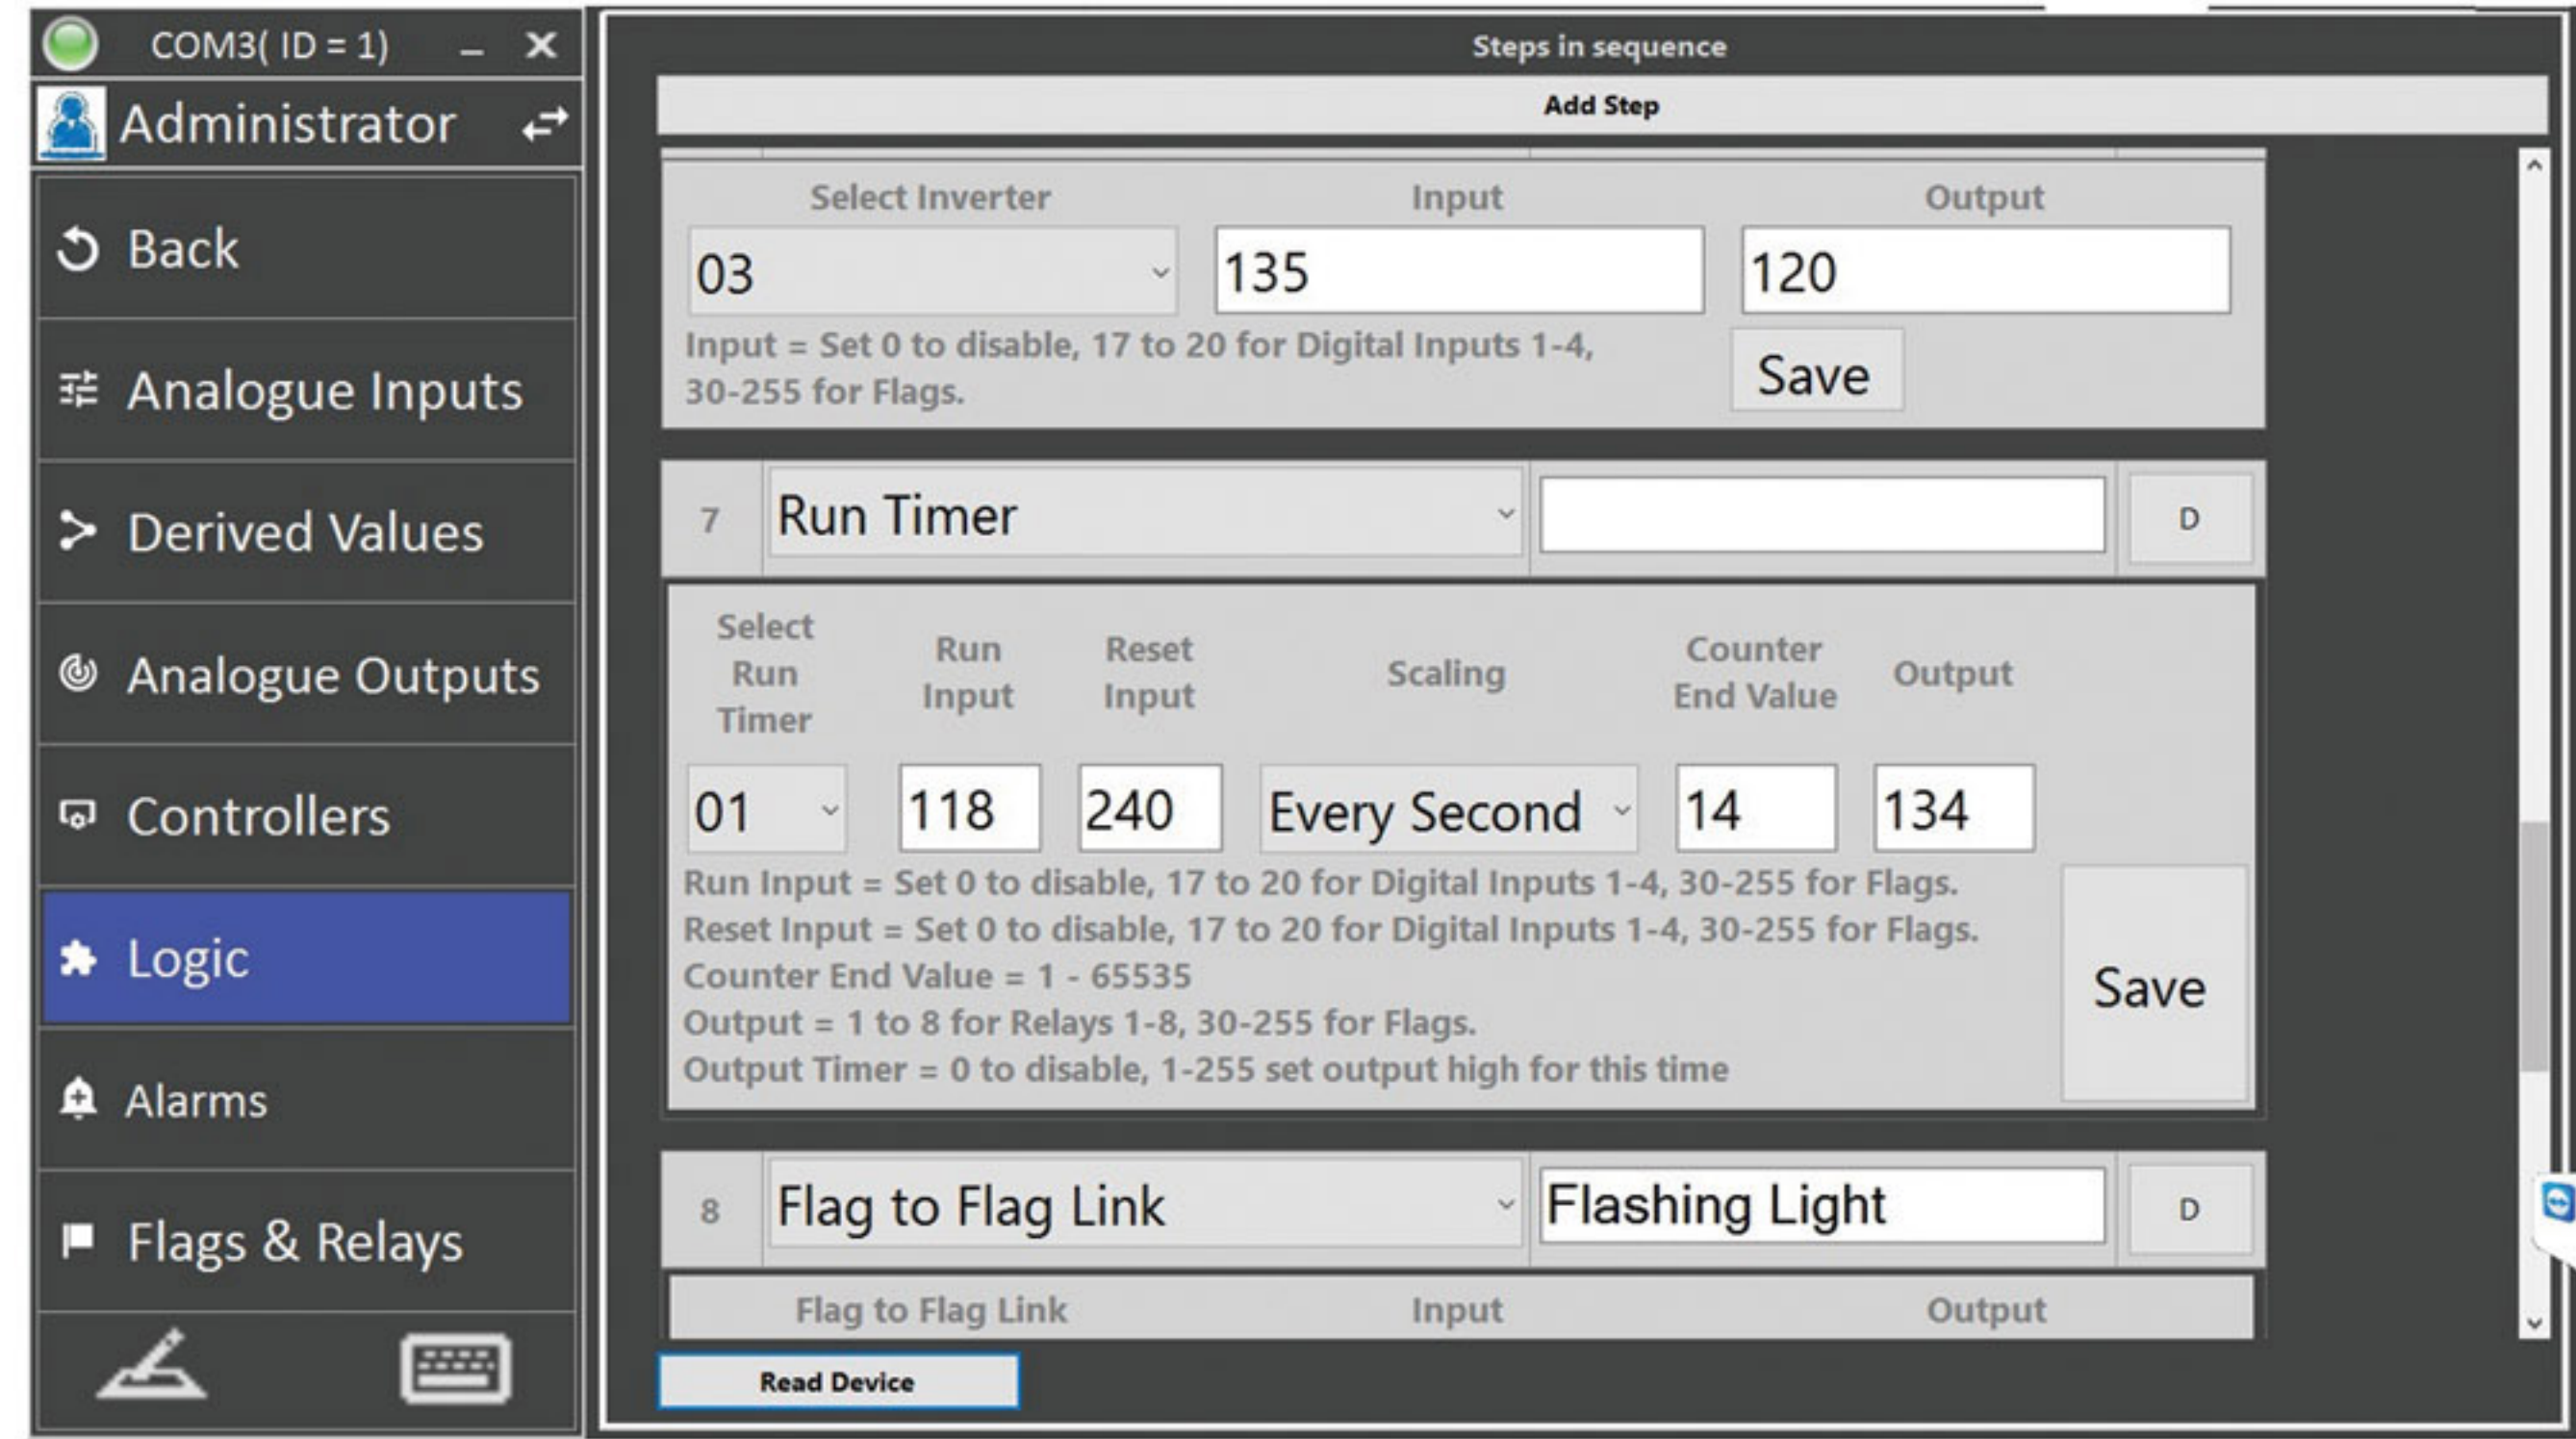 COM3( ID = 1)
Administrator
Back
Analogue Inputs
Derived Values
Analogue Outputs
Controllers
Logic
Alarms
Flags & Relays
Steps in sequence
Add Step
Select Inverter Input Output
03 135 120
Input = Set 0 to disable, 17 to 20 for Digital Inputs 1-4,
30-255 for Flags.
Save
7 Run Timer D
Select
Run
Timer
Run
Input
Reset
Input
Scaling
Counter
End Value
Output
01 118 240 Every Second 14 134
Run Input = Set 0 to disable, 17 to 20 for Digital Inputs 1-4, 30-255 for Flags.
Reset Input = Set 0 to disable, 17 to 20 for Digital Inputs 1-4, 30-255 for Flags.
Counter End Value = 1 - 65535
Output = 1 to 8 for Relays 1-8, 30-255 for Flags.
Output Timer = 0 to disable, 1-255 set output high for this time
Save
8 Flag to Flag Link Flashing Light D
Flag to Flag Link Input Output
Read Device